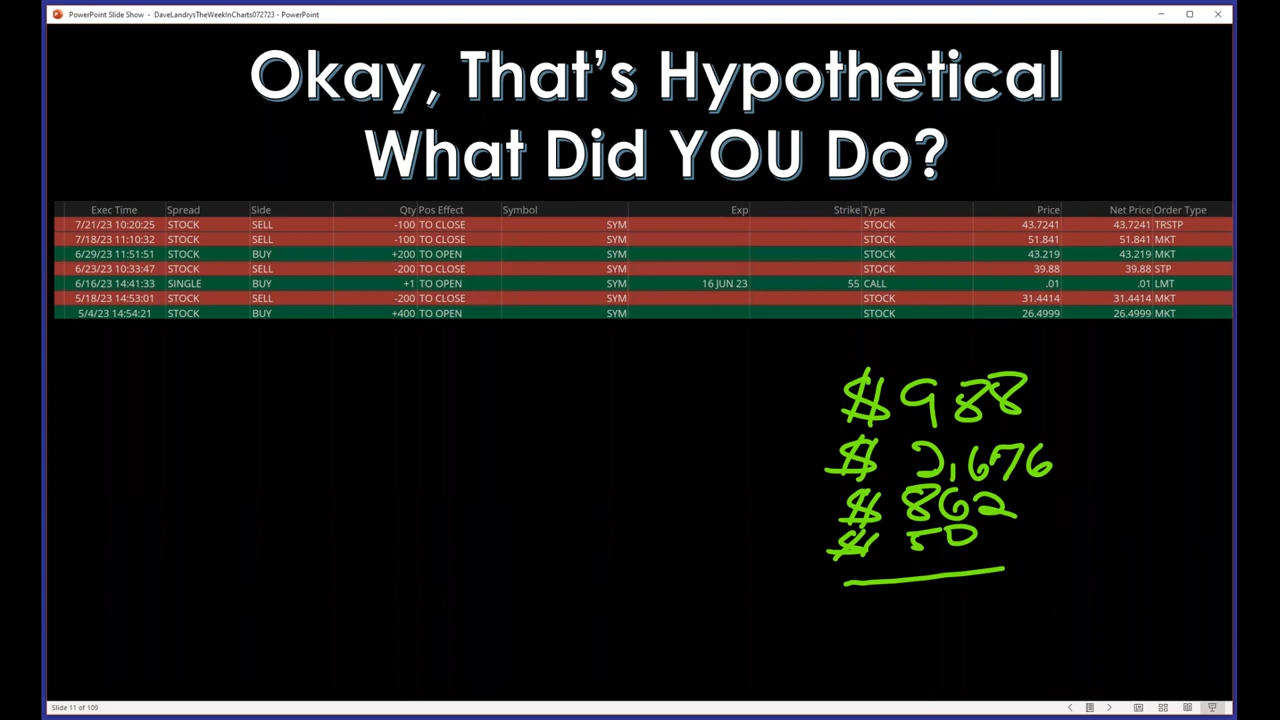 PowerPoint Slide Show - DaveLandrysTheWeekInCharts072723 - PowerPoint
Okay, That's Hypothetical
What Did YOU Do?
Exec Time Spread Side Qty Pos Effect Symbol Exp Strike Type Price Net Price Order Type
7/21/23 10:20:25 STOCK SELL -100 TO CLOSE SYM STOCK 43.7241 43.7241 TRSTP
7/18/23 11:10:32 STOCK SELL -100 TO CLOSE SYM STOCK 51.841 51.841 MKT
6/29/23 11:51:51 STOCK BUY +200 TO OPEN SYM STOCK 43.219 43.219 MKT
6/23/23 10:33:47 STOCK SELL -200 TO CLOSE SYM STOCK 39.88 39.88 STP
6/16/23 14:41:33 SINGLE BUY +1 TO OPEN SYM 16 JUN 23 55 CALL .01 .01 LMT
5/18/23 14:53:01 STOCK SELL -200 TO CLOSE SYM STOCK 31.4414 31.4414 MKT
5/4/23 14:54:21 STOCK BUY +400 TO OPEN SYM STOCK 26.4999 26.4999 MKT
$988
$2,676
$862
$50
Slide 11 of 109